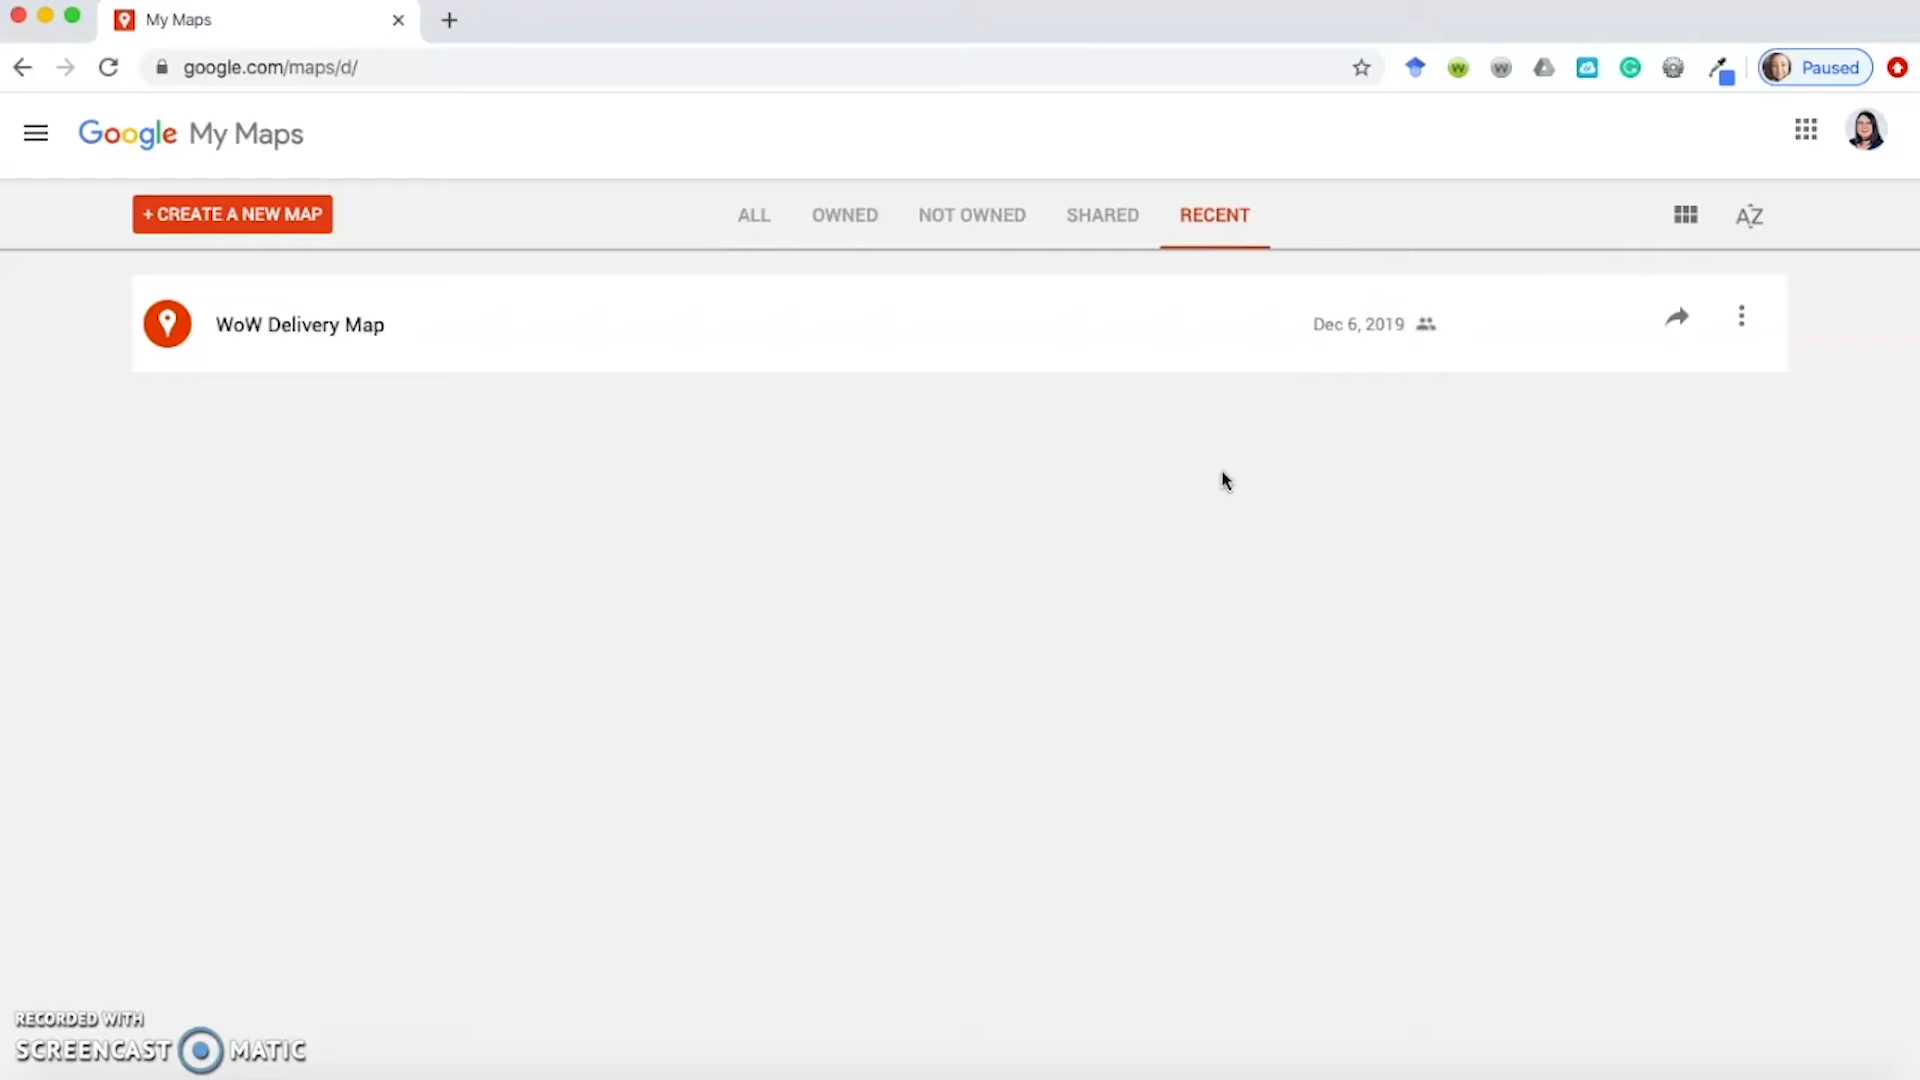 My Maps
google.com/maps/d/
Paused
Google My Maps
+ CREATE A NEW MAP
ALL
OWNED
NOT OWNED
SHARED
RECENT
AZ
WoW Delivery Map
Dec 6, 2019
RECORDED WITH
SCREENCAST MATIC